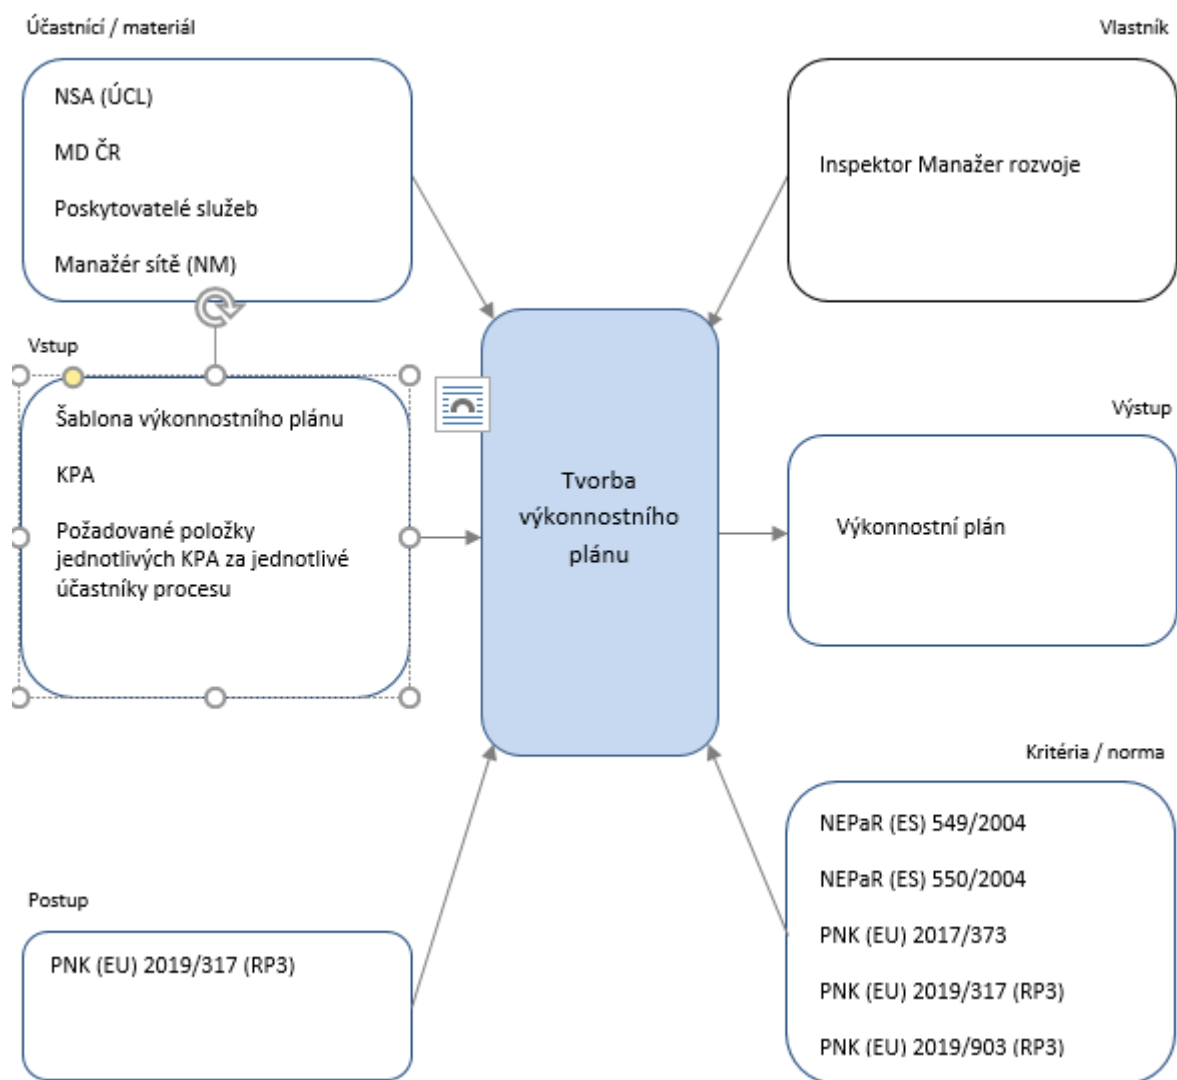 Účastnící / materiál
NSA (ÚCL)
MD ČR
Poskytovatelé služeb
Manažér sítě (NM)
Vlastník
Inspektor Manažer rozvoje
Vstup
Šablona výkonnostního plánu
KPA
Požadované položky
jednotlivých KPA za jednotlivé
účastníky procesu
Tvorba
výkonnostního
plánu
Výstup
Výkonnostní plán
Postup
PNK (EU) 2019/317 (RP3)
Kritéria / norma
NEPaR (ES) 549/2004
NEPaR (ES) 550/2004
PNK (EU) 2017/373
PNK (EU) 2019/317 (RP3)
PNK (EU) 2019/903 (RP3)